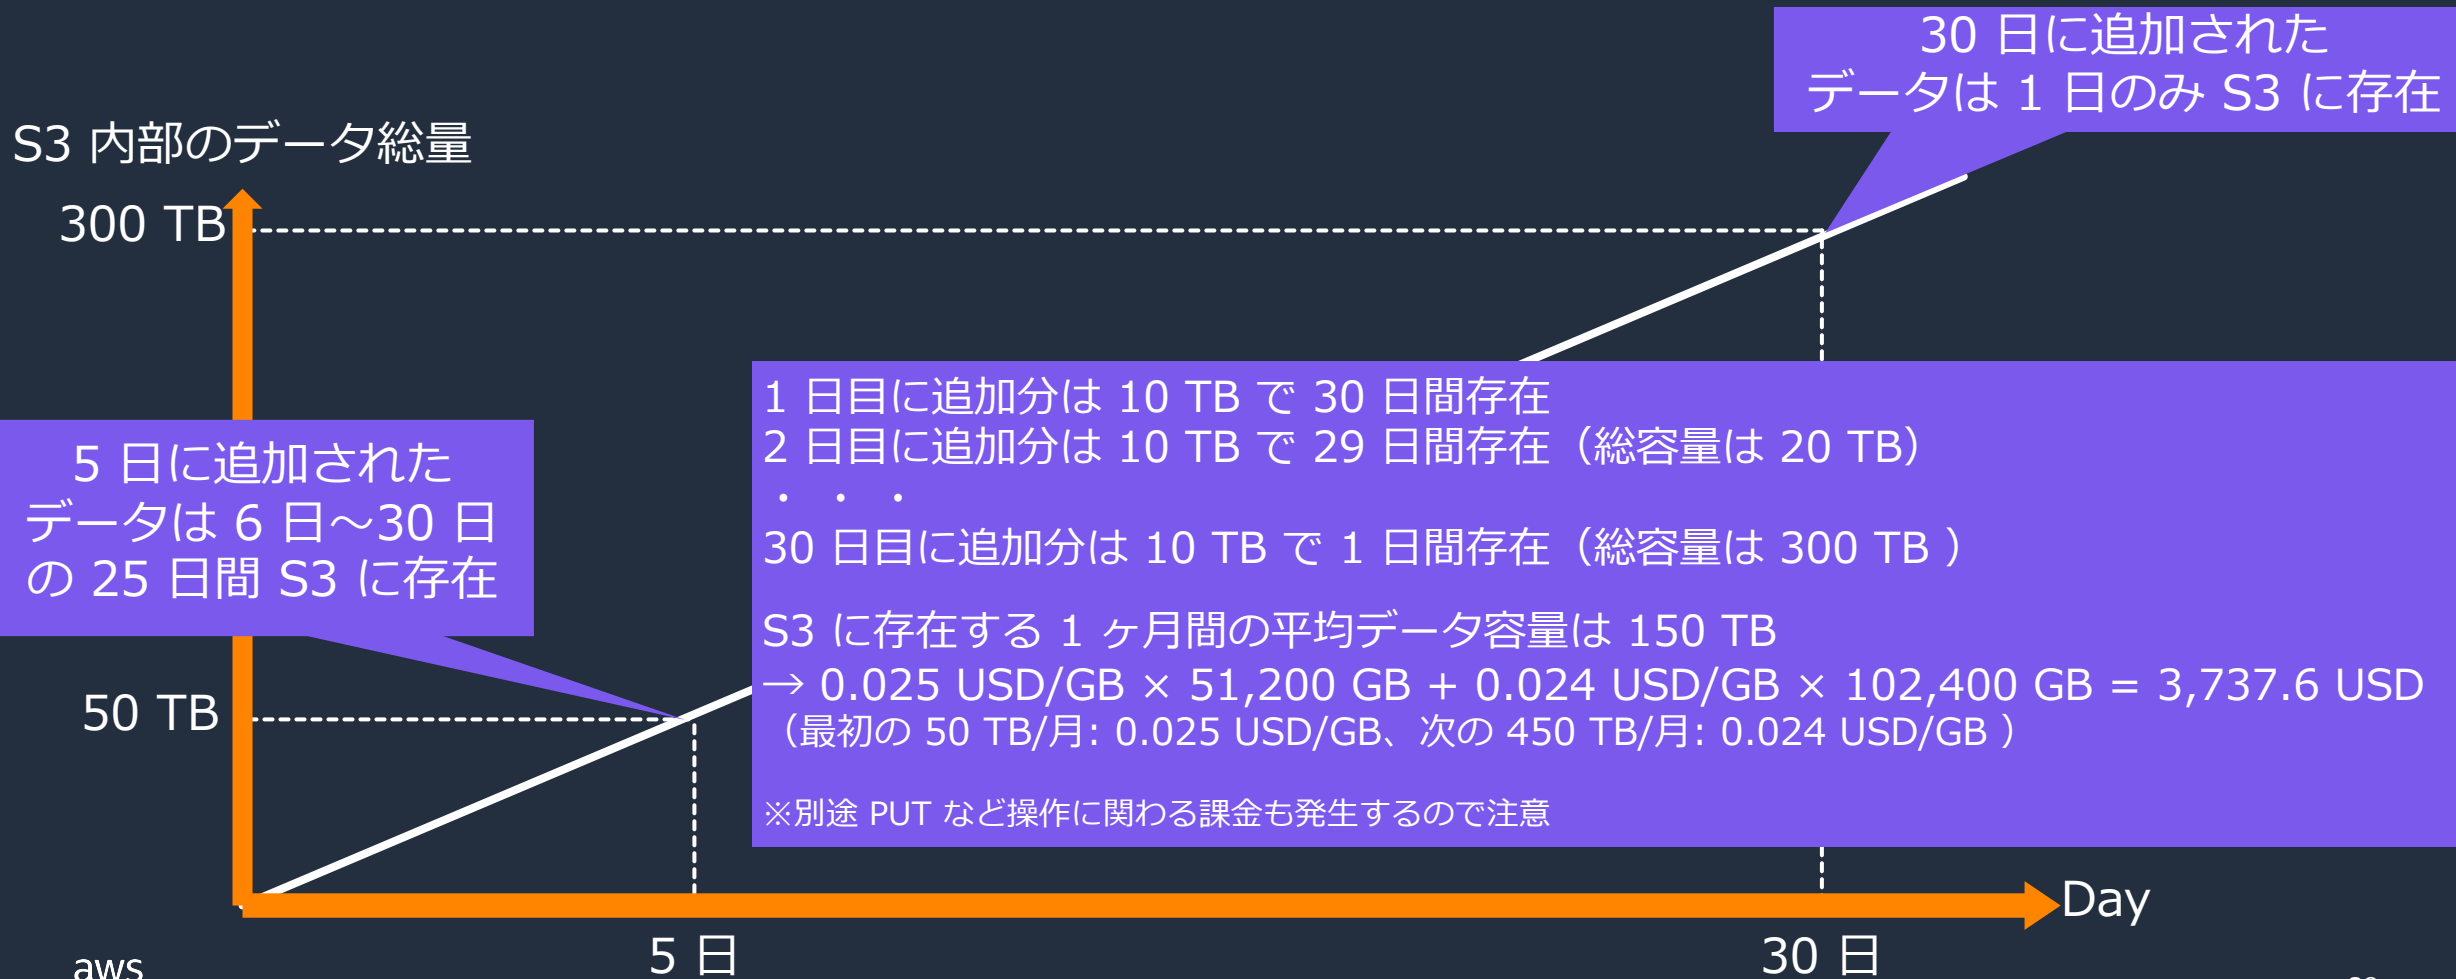 30 日に追加された
データは 1 日のみ S3 に存在
S3 内部のデータ総量
300 TB
1 日目に追加分は 10 TB で 30 日間存在
2 日目に追加分は 10 TB で 29 日間存在（総容量は 20 TB）
・ ・ ・
30 日目に追加分は 10 TB で 1 日間存在（総容量は 300 TB ）
5 日に追加された
データは 6 日～30 日
の 25 日間 S3 に存在
S3 に存在する 1 ヶ月間の平均データ容量は 150 TB
→ 0.025 USD/GB × 51,200 GB + 0.024 USD/GB × 102,400 GB = 3,737.6 USD
（最初の 50 TB/月: 0.025 USD/GB、次の 450 TB/月: 0.024 USD/GB ）
50 TB
※別途 PUT など操作に関わる課金も発生するので注意
Day
5 日
30 日
aws